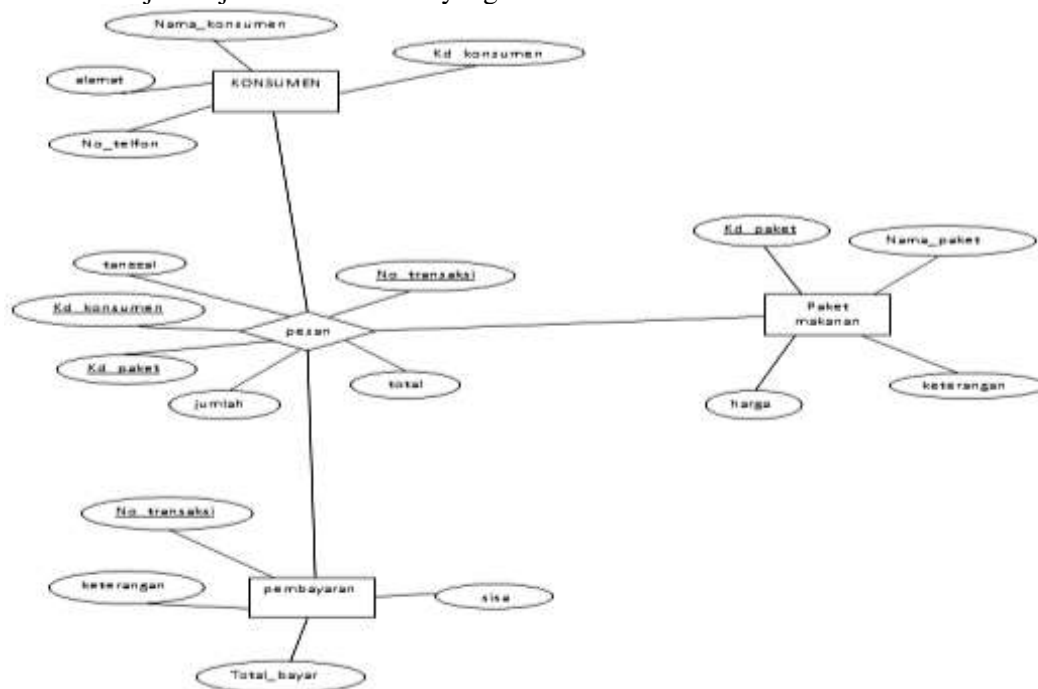 Nama_konsumen
Kd_konsumen
alamat
KONSUMEN
No_telfon
Kd_paket
Nama_paket
tanggal
No_transaksi
Kd_konsumen
pesan
Paket
makanan
Kd_paket
jumlah
total
harga
keterangan
No_transaksi
keterangan
pembayaran
sisa
Total_bayar